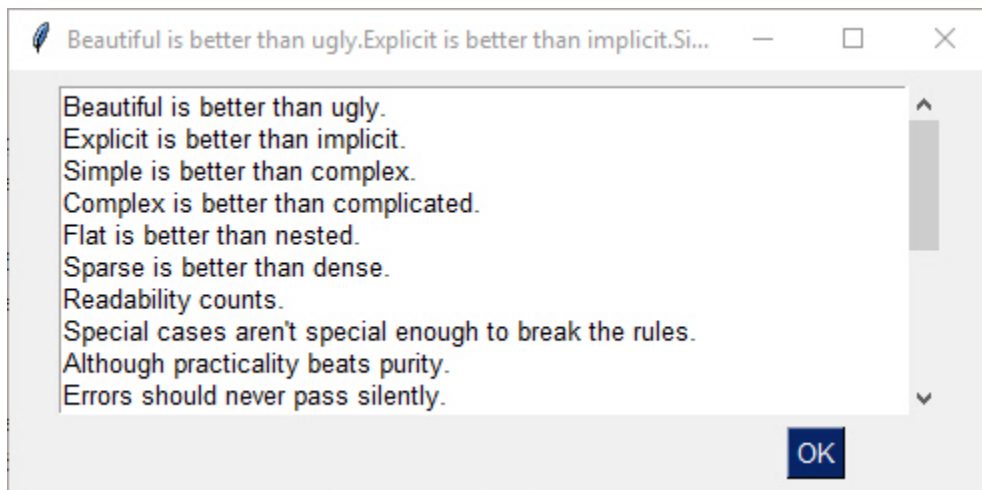 Beautiful is better than ugly.Explicit is better than implicit.Si...
Beautiful is better than ugly.
Explicit is better than implicit.
Simple is better than complex.
Complex is better than complicated.
Flat is better than nested.
Sparse is better than dense.
Readability counts.
Special cases aren't special enough to break the rules.
Although practicality beats purity.
Errors should never pass silently.
OK